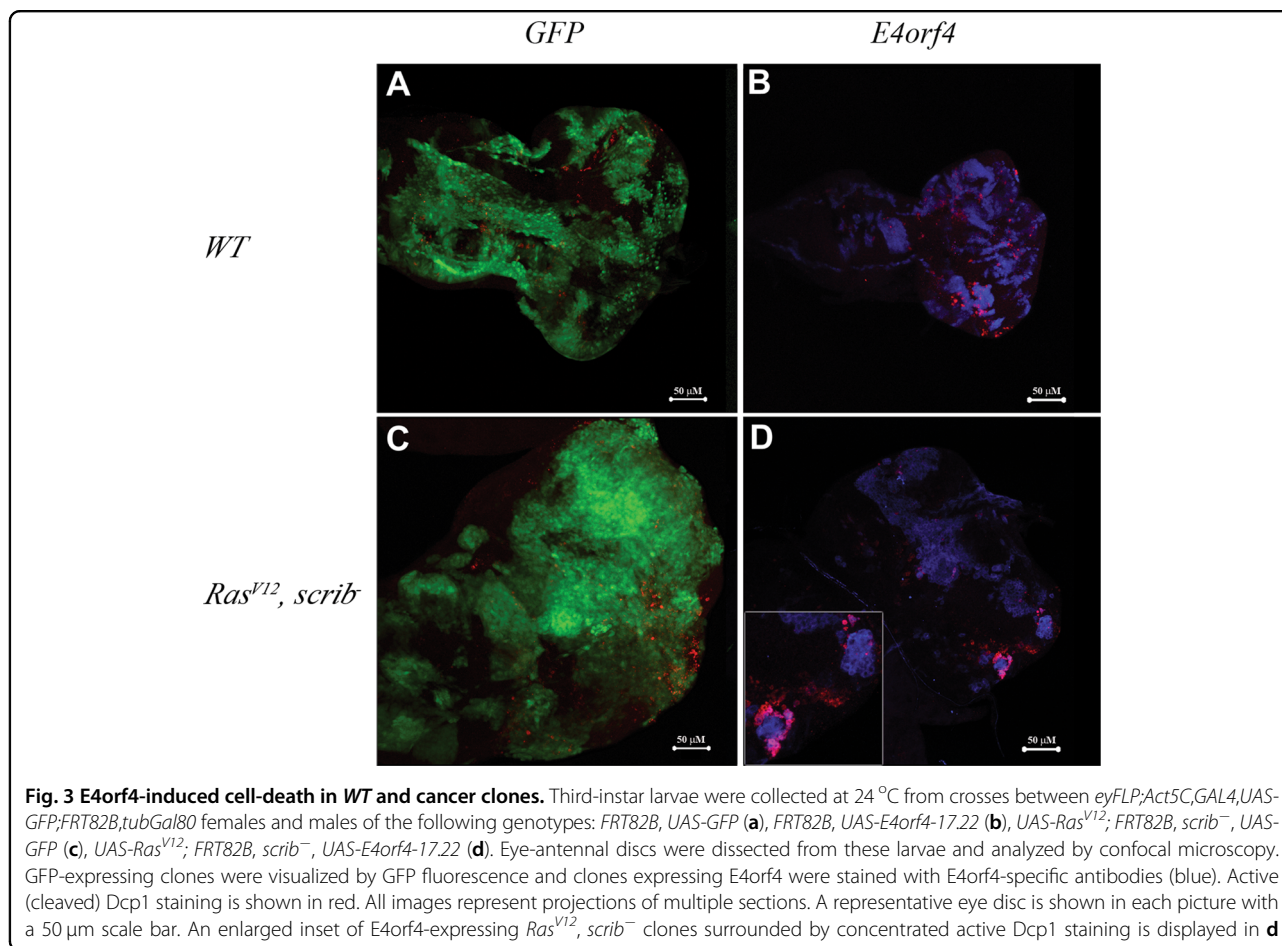 GFP
E4orf4
A
B
WT
50 µM
50 µM
C
D
Ras^V12, scrib^-
50 µM
50 µM
Fig. 3 E4orf4-induced cell-death in WT and cancer clones. Third-instar larvae were collected at 24 °C from crosses between eyFLP;Act5C,GAL4,UAS-
GFP;FRT82B,tubGal80 females and males of the following genotypes: FRT82B, UAS-GFP (a), FRT82B, UAS-E4orf4-17.22 (b), UAS-Ras^V12; FRT82B, scrib^−, UAS-
GFP (c), UAS-Ras^V12; FRT82B, scrib^−, UAS-E4orf4-17.22 (d). Eye-antennal discs were dissected from these larvae and analyzed by confocal microscopy.
GFP-expressing clones were visualized by GFP fluorescence and clones expressing E4orf4 were stained with E4orf4-specific antibodies (blue). Active
(cleaved) Dcp1 staining is shown in red. All images represent projections of multiple sections. A representative eye disc is shown in each picture with
a 50 µm scale bar. An enlarged inset of E4orf4-expressing Ras^V12, scrib^− clones surrounded by concentrated active Dcp1 staining is displayed in d